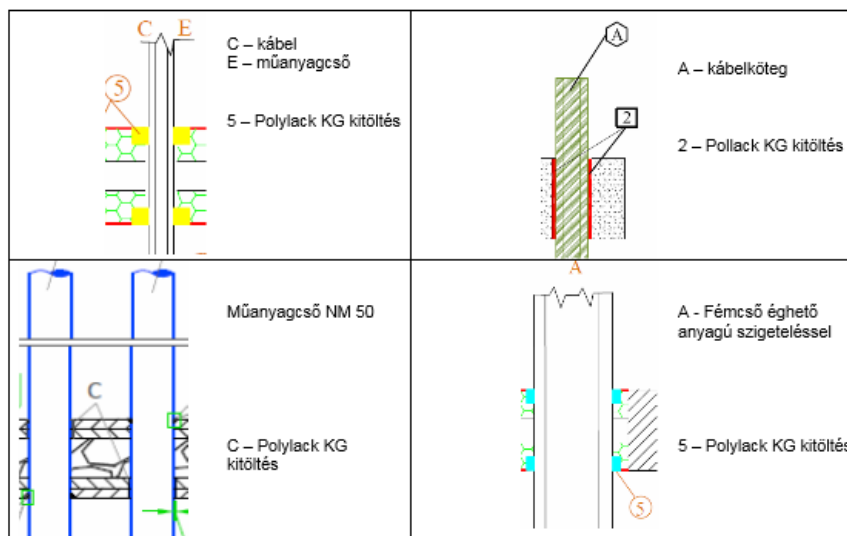 C E
C – kábel
E – műanyagcső
5
5 – Polylack KG kitöltés
A
A – kábelköteg
2
2 – Pollack KG kitöltés
A
Műanyagcső NM 50
C
C – Polylack KG
kitöltés
A - Fémcső éghető
anyagú szigeteléssel
5 – Polylack KG kitöltés
5